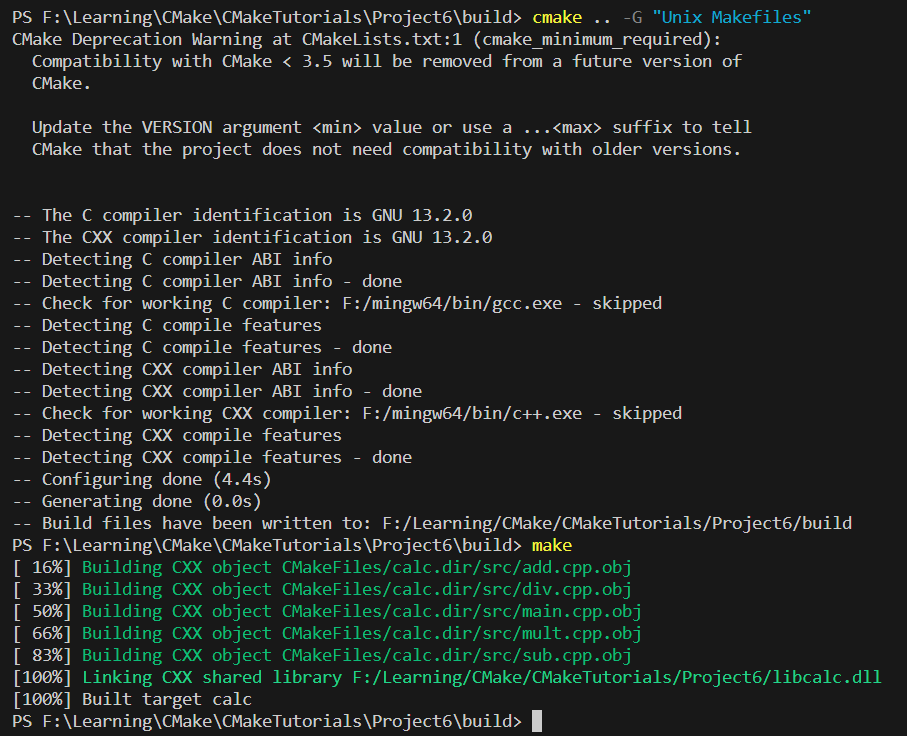 PS F:\Learning\CMake\CMakeTutorials\Project6\build> cmake .. -G "Unix Makefiles"
CMake Deprecation Warning at CMakeLists.txt:1 (cmake_minimum_required):
  Compatibility with CMake < 3.5 will be removed from a future version of
  CMake.

  Update the VERSION argument <min> value or use a ...<max> suffix to tell
  CMake that the project does not need compatibility with older versions.


-- The C compiler identification is GNU 13.2.0
-- The CXX compiler identification is GNU 13.2.0
-- Detecting C compiler ABI info
-- Detecting C compiler ABI info - done
-- Check for working C compiler: F:/mingw64/bin/gcc.exe - skipped
-- Detecting C compile features
-- Detecting C compile features - done
-- Detecting CXX compiler ABI info
-- Detecting CXX compiler ABI info - done
-- Check for working CXX compiler: F:/mingw64/bin/c++.exe - skipped
-- Detecting CXX compile features
-- Detecting CXX compile features - done
-- Configuring done (4.4s)
-- Generating done (0.0s)
-- Build files have been written to: F:/Learning/CMake/CMakeTutorials/Project6/build
PS F:\Learning\CMake\CMakeTutorials\Project6\build> make
[ 16%] Building CXX object CMakeFiles/calc.dir/src/add.cpp.obj
[ 33%] Building CXX object CMakeFiles/calc.dir/src/div.cpp.obj
[ 50%] Building CXX object CMakeFiles/calc.dir/src/main.cpp.obj
[ 66%] Building CXX object CMakeFiles/calc.dir/src/mult.cpp.obj
[ 83%] Building CXX object CMakeFiles/calc.dir/src/sub.cpp.obj
[100%] Linking CXX shared library F:/Learning/CMake/CMakeTutorials/Project6/libcalc.dll
[100%] Built target calc
PS F:\Learning\CMake\CMakeTutorials\Project6\build>